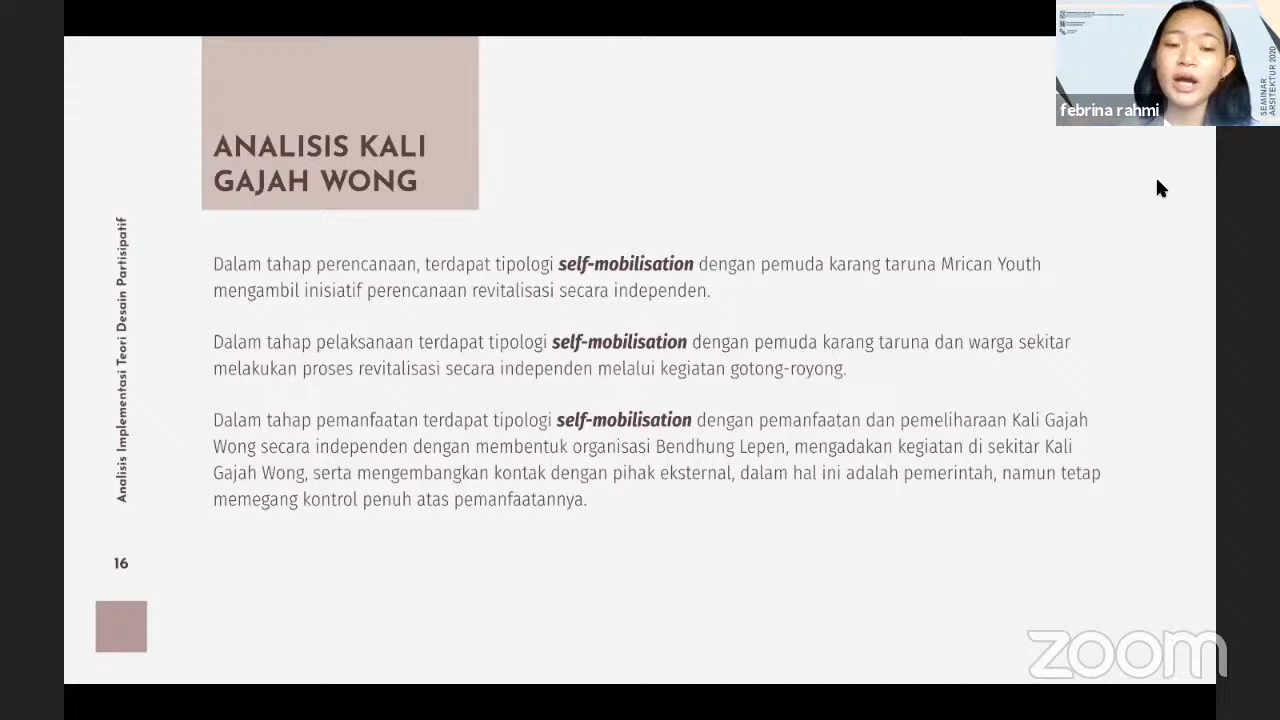 ANALISIS KALI
GAJAH WONG
Dalam tahap perencanaan, terdapat tipologi self-mobilisation dengan pemuda karang taruna Mrican Youth
mengambil inisiatif perencanaan revitalisasi secara independen.
Dalam tahap pelaksanaan terdapat tipologi self-mobilisation dengan pemuda karang taruna dan warga sekitar
melakukan proses revitalisasi secara independen melalui kegiatan gotong-royong.
Dalam tahap pemanfaatan terdapat tipologi self-mobilisation dengan pemanfaatan dan pemeliharaan Kali Gajah
Wong secara independen dengan membentuk organisasi Bendhung Lepen, mengadakan kegiatan di sekitar Kali
Gajah Wong, serta mengembangkan kontak dengan pihak eksternal, dalam hal ini adalah pemerintah, namun tetap
memegang kontrol penuh atas pemanfaatannya.
Analisis Implementasi Teori Desain Partisipatif
16
febrina rahmi
SEMINAR
ARSITEKTUR 2020
zoom